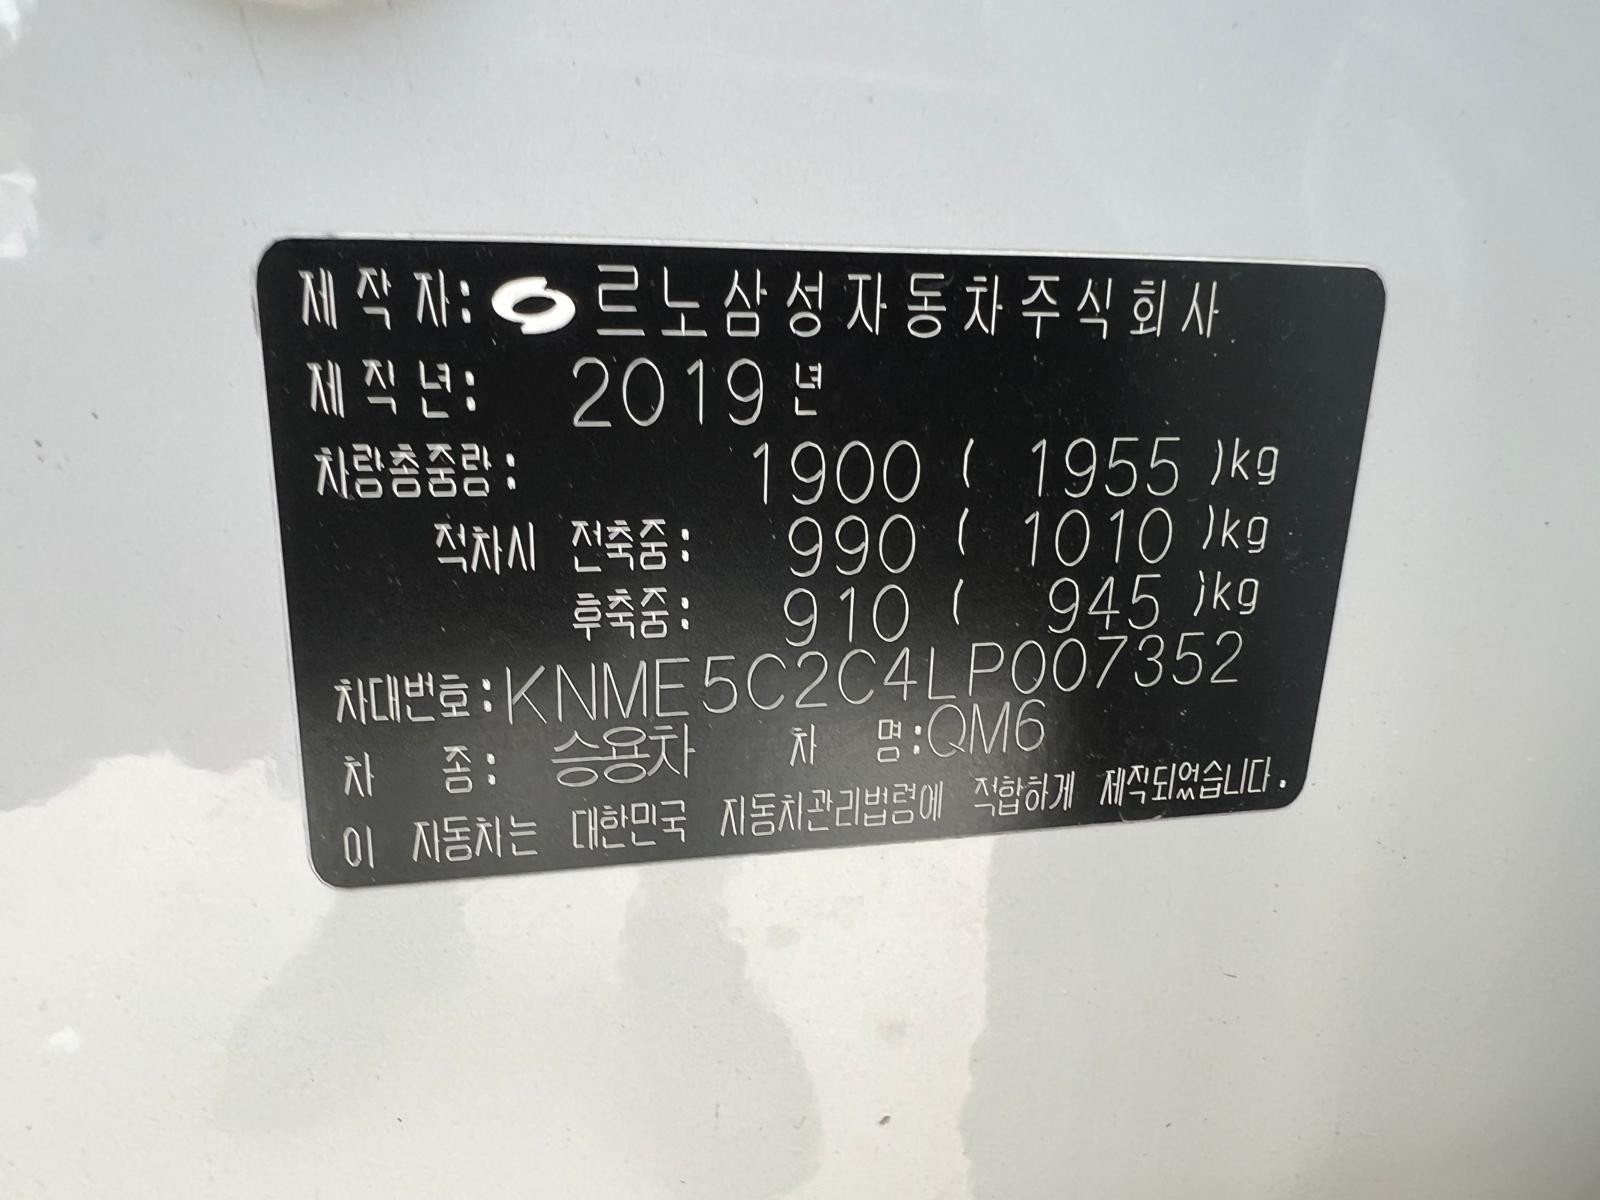 제작자: 르노삼성자동차주식회사
제작년: 2019년
차량총중량: 1900 ( 1955 )kg
적차시 전축중: 990 ( 1010 )kg
후축중: 910 ( 945 )kg
차대번호: KNME5C2C4LP007352
차 종: 승용차 차 명: QM6
이 자동차는 대한민국 자동차관리법령에 적합하게 제작되었습니다.